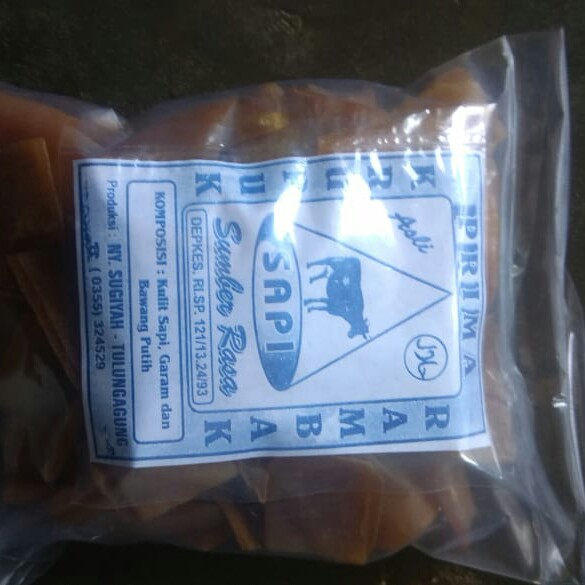 PRIMA
KRUPUK
RAMBAK
Asli
SAPI
Sumber Rasa
DEPKES. RI.SP. 121/13.24/93
KOMPOSISI : Kulit Sapi, Garam dan
Bawang Putih
Produksi : NY. SUGIYAH - TULUNGAGUNG
(0355) 324529